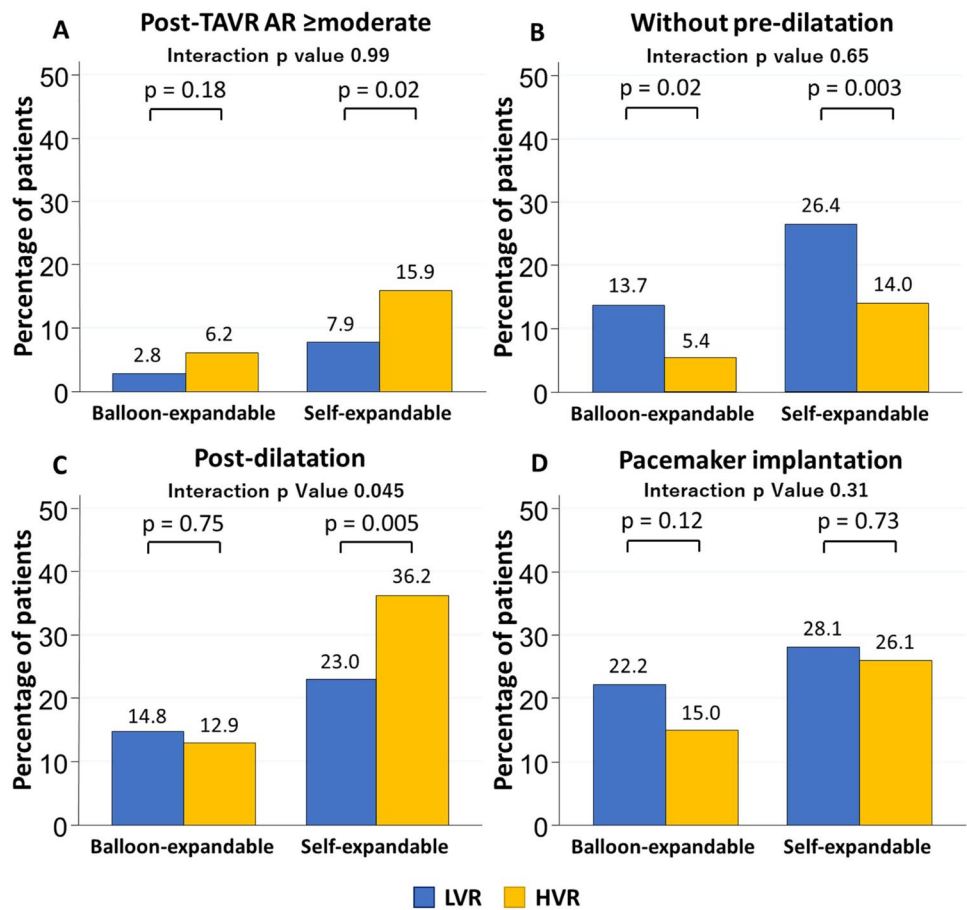 A
Post-TAVR AR ≥moderate
Interaction p value 0.99
Percentage of patients
50
40
30
20
10
0
p = 0.18
p = 0.02
2.8
6.2
7.9
15.9
Balloon-expandable
Self-expandable
B
Without pre-dilatation
Interaction p value 0.65
Percentage of patients
50
40
30
20
10
0
p = 0.02
p = 0.003
13.7
5.4
26.4
14.0
Balloon-expandable
Self-expandable
C
Post-dilatation
Interaction p Value 0.045
Percentage of patients
50
40
30
20
10
0
p = 0.75
p = 0.005
14.8
12.9
23.0
36.2
Balloon-expandable
Self-expandable
D
Pacemaker implantation
Interaction p Value 0.31
Percentage of patients
50
40
30
20
10
0
p = 0.12
p = 0.73
22.2
15.0
28.1
26.1
Balloon-expandable
Self-expandable
LVR
HVR